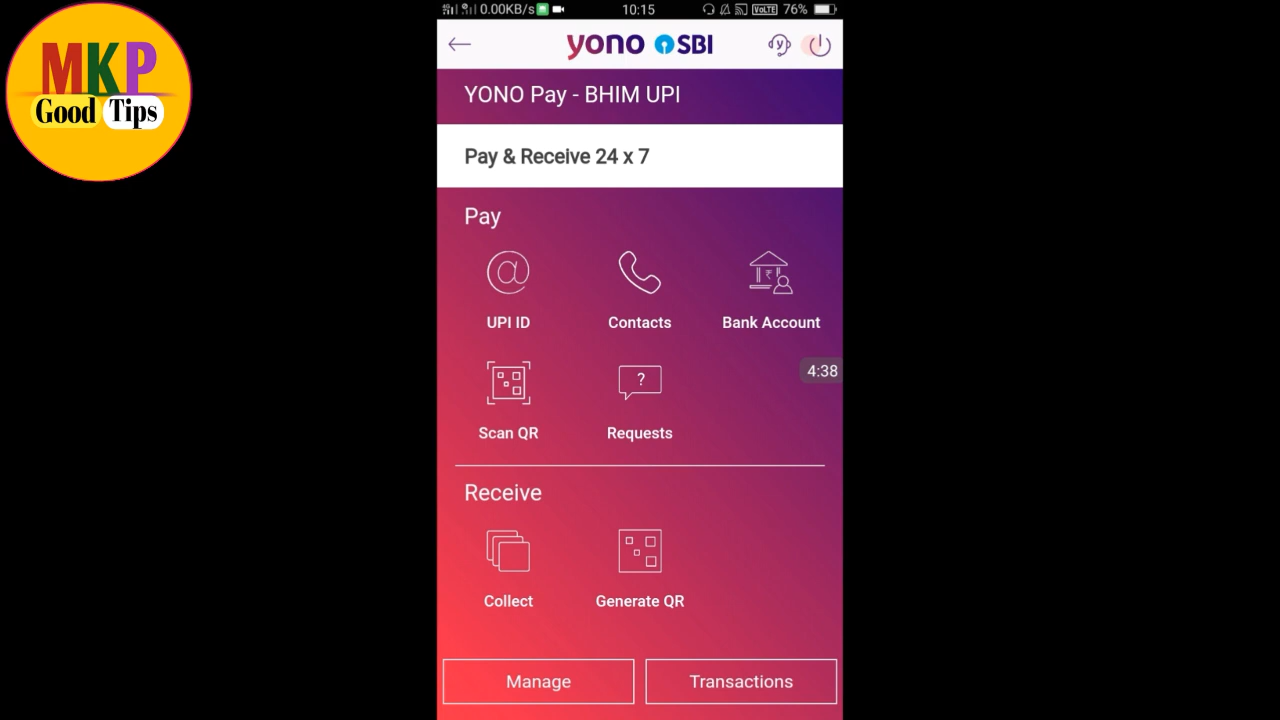 MKP
Good Tips
0.00KB/s 10:15 VoLTE 76%
yono SBI
YONO Pay - BHIM UPI
Pay & Receive 24 x 7
Pay
@
₹
UPI ID Contacts Bank Account
4:38
?
Scan QR Requests
Receive
Collect Generate QR
Manage Transactions